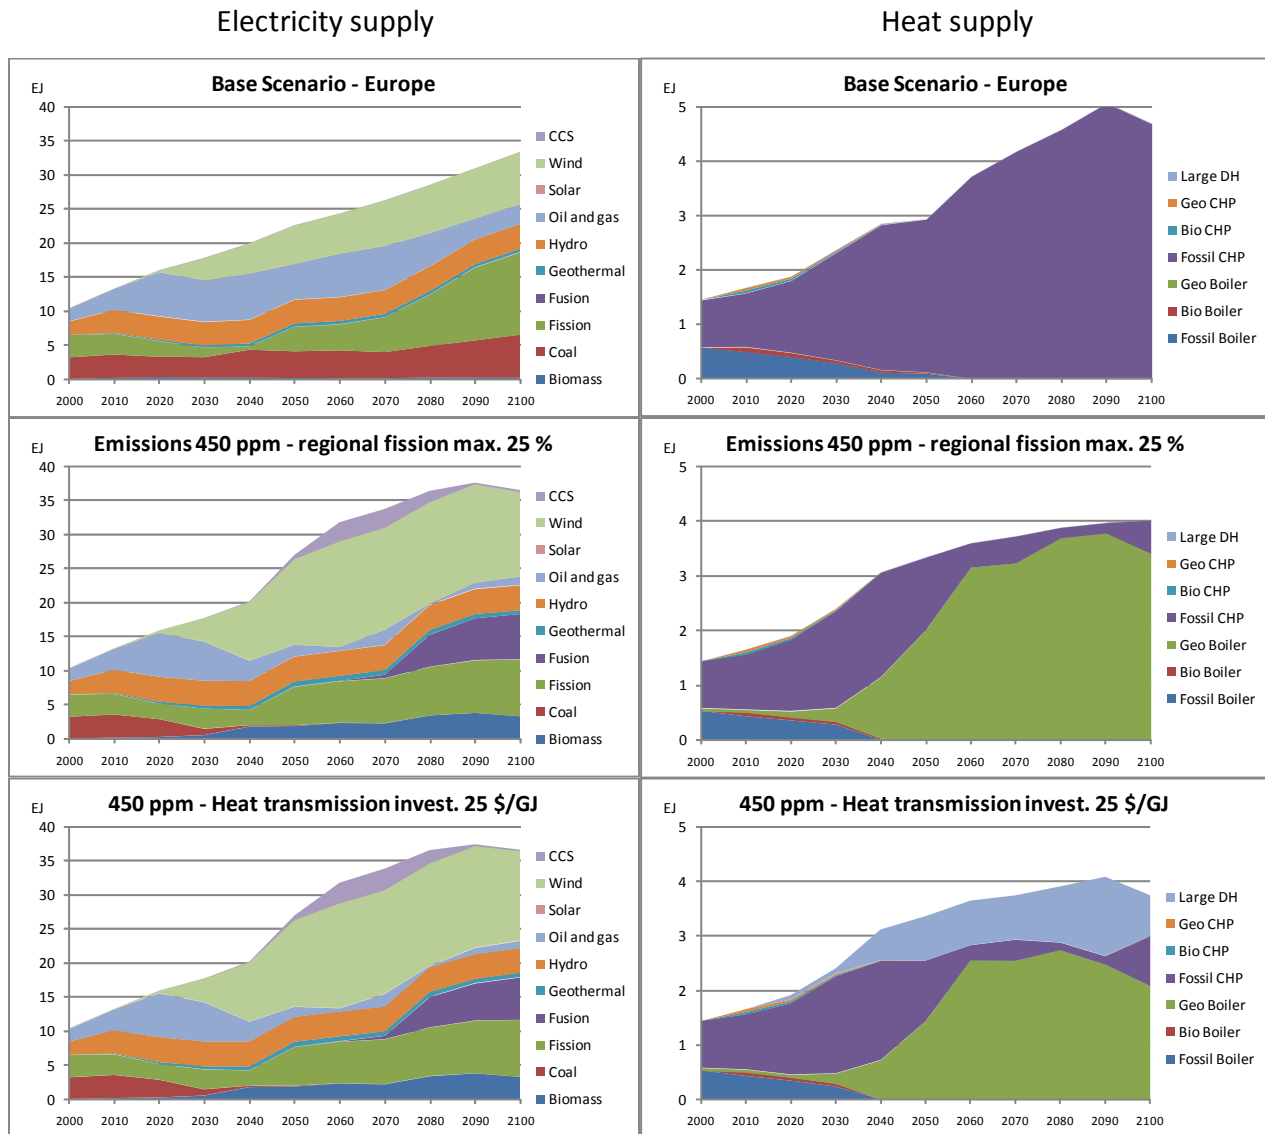 Electricity supply
Heat supply
Base Scenario - Europe
EJ
40
35
30
25
20
15
10
5
0
2000 2010 2020 2030 2040 2050 2060 2070 2080 2090 2100
CCS
Wind
Solar
Oil and gas
Hydro
Geothermal
Fusion
Fission
Coal
Biomass
Base Scenario - Europe
EJ
5
4
3
2
1
0
2000 2010 2020 2030 2040 2050 2060 2070 2080 2090 2100
Large DH
Geo CHP
Bio CHP
Fossil CHP
Geo Boiler
Bio Boiler
Fossil Boiler
Emissions 450 ppm - regional fission max. 25 %
EJ
40
35
30
25
20
15
10
5
0
2000 2010 2020 2030 2040 2050 2060 2070 2080 2090 2100
CCS
Wind
Solar
Oil and gas
Hydro
Geothermal
Fusion
Fission
Coal
Biomass
Emissions 450 ppm - regional fission max. 25 %
EJ
5
4
3
2
1
0
2000 2010 2020 2030 2040 2050 2060 2070 2080 2090 2100
Large DH
Geo CHP
Bio CHP
Fossil CHP
Geo Boiler
Bio Boiler
Fossil Boiler
450 ppm - Heat transmission invest. 25 $/GJ
EJ
40
35
30
25
20
15
10
5
0
2000 2010 2020 2030 2040 2050 2060 2070 2080 2090 2100
CCS
Wind
Solar
Oil and gas
Hydro
Geothermal
Fusion
Fission
Coal
Biomass
450 ppm - Heat transmission invest. 25 $/GJ
EJ
5
4
3
2
1
0
2000 2010 2020 2030 2040 2050 2060 2070 2080 2090 2100
Large DH
Geo CHP
Bio CHP
Fossil CHP
Geo Boiler
Bio Boiler
Fossil Boiler